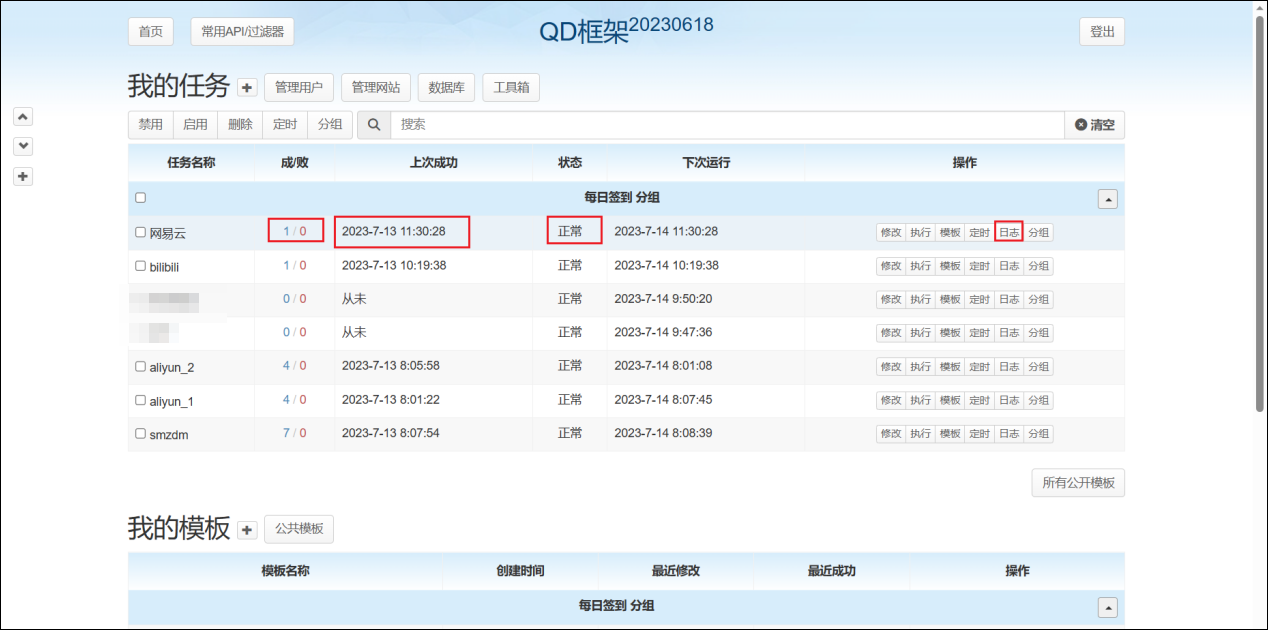 首页 常用API/过滤器 QD框架20230618 登出
我的任务 管理用户 管理网站 数据库 工具箱
禁用 启用 删除 定时 分组 搜索 清空
任务名称 成/败 上次成功 状态 下次运行 操作
每日签到 分组
网易云 1 / 0 2023-7-13 11:30:28 正常 2023-7-14 11:30:28 修改 执行 模板 定时 日志 分组
bilibili 1 / 0 2023-7-13 10:19:38 正常 2023-7-14 10:19:38 修改 执行 模板 定时 日志 分组
0 / 0 从未 正常 2023-7-14 9:50:20 修改 执行 模板 定时 日志 分组
0 / 0 从未 正常 2023-7-14 9:47:36 修改 执行 模板 定时 日志 分组
aliyun_2 4 / 0 2023-7-13 8:05:58 正常 2023-7-14 8:01:08 修改 执行 模板 定时 日志 分组
aliyun_1 4 / 0 2023-7-13 8:01:22 正常 2023-7-14 8:07:45 修改 执行 模板 定时 日志 分组
smzdm 7 / 0 2023-7-13 8:07:54 正常 2023-7-14 8:08:39 修改 执行 模板 定时 日志 分组
所有公开模板
我的模板 公共模板
模板名称 创建时间 最近修改 最近成功 操作
每日签到 分组